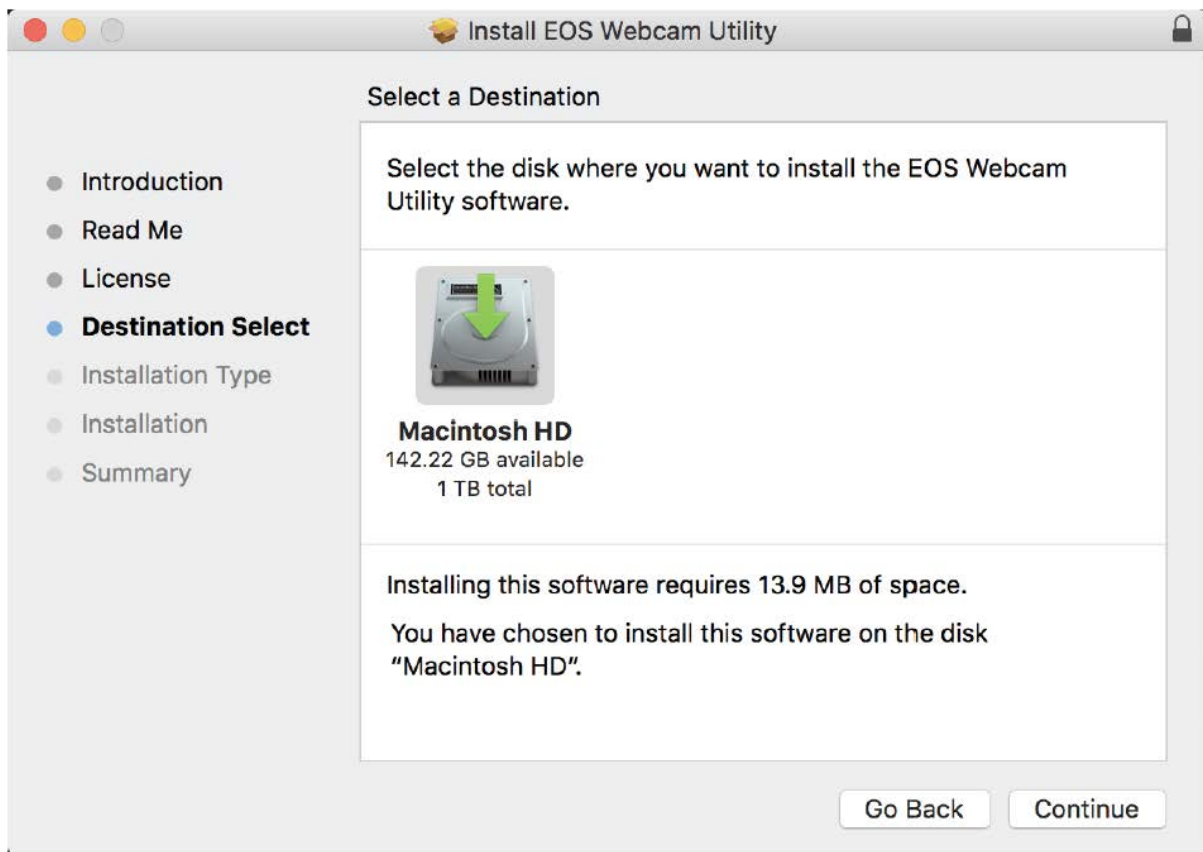 Install EOS Webcam Utility
Select a Destination
Introduction
Read Me
License
Destination Select
Installation Type
Installation
Summary
Select the disk where you want to install the EOS Webcam
Utility software.
Macintosh HD
142.22 GB available
1 TB total
Installing this software requires 13.9 MB of space.
You have chosen to install this software on the disk
“Macintosh HD”.
Go Back
Continue